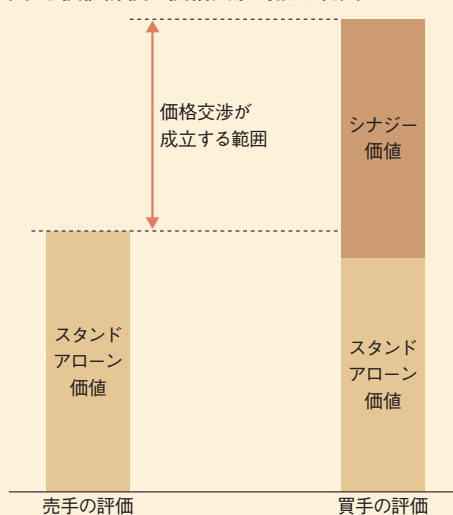 価格交渉が
成立する範囲
シナジー
価値
スタンド
アローン
価値
スタンド
アローン
価値
売手の評価
買手の評価